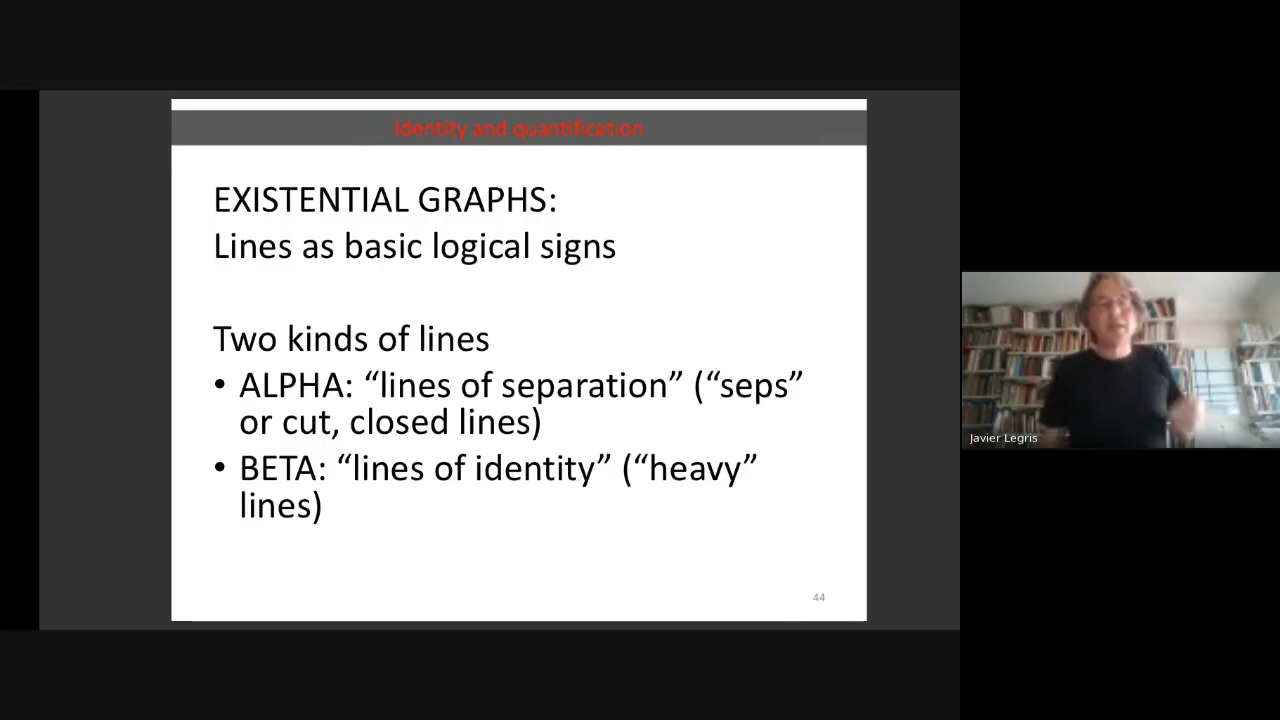 Identity and quantification
EXISTENTIAL GRAPHS:
Lines as basic logical signs
Two kinds of lines
• ALPHA: “lines of separation” (“seps”
or cut, closed lines)
• BETA: “lines of identity” (“heavy”
lines)
44
Javier Legris